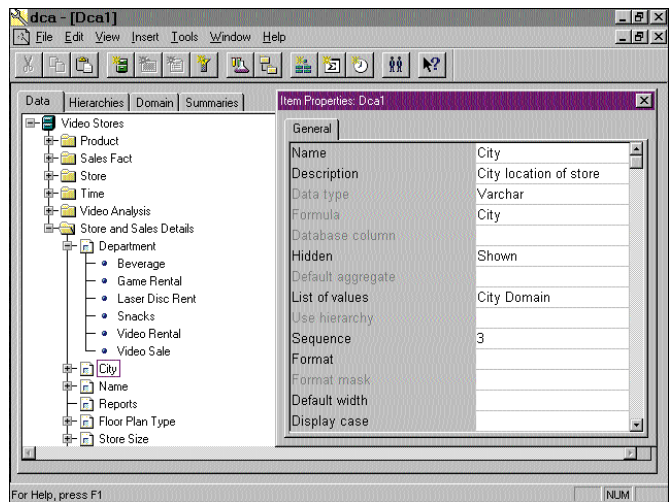 dca - [Dca1]
File Edit View Insert Tools Window Help
Data Hierarchies Domain Summaries
Video Stores
Product
Sales Fact
Store
Time
Video Analysis
Store and Sales Details
Department
Beverage
Game Rental
Laser Disc Rent
Snacks
Video Rental
Video Sale
City
Name
Reports
Floor Plan Type
Store Size
Item Properties: Dca1
General
Name City
Description City location of store
Data type Varchar
Formula City
Database column
Hidden Shown
Default aggregate
List of values City Domain
Use hierarchy
Sequence 3
Format
Format mask
Default width
Display case
For Help, press F1 NUM